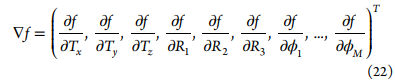 ∇f = (∂f/∂T_x, ∂f/∂T_y, ∂f/∂T_z, ∂f/∂R_1, ∂f/∂R_2, ∂f/∂R_3, ∂f/∂ϕ_1, ..., ∂f/∂ϕ_M)^T
(22)